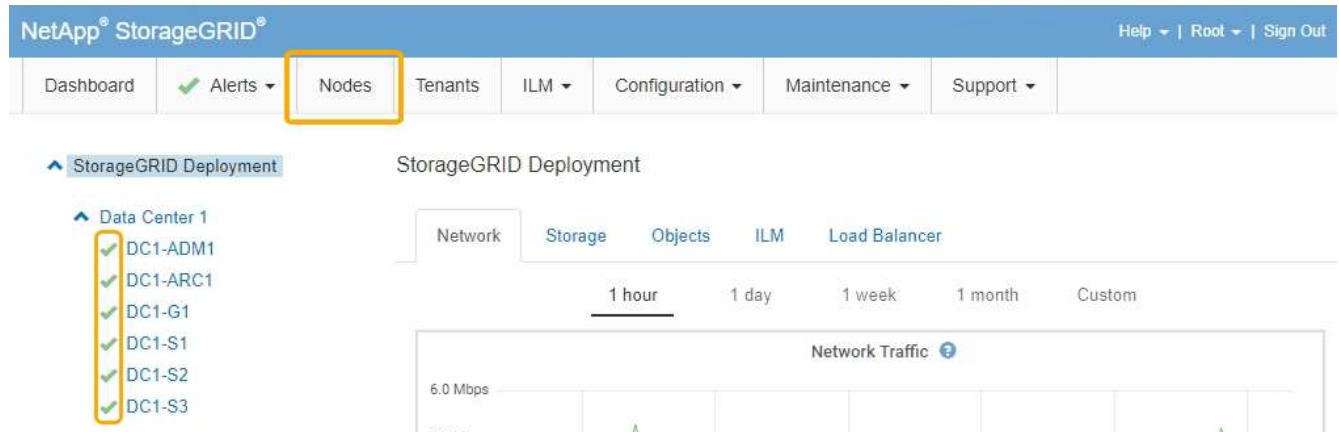 NetApp® StorageGRID®
Help | Root | Sign Out
Dashboard Alerts Nodes Tenants ILM Configuration Maintenance Support
StorageGRID Deployment
Data Center 1
DC1-ADM1
DC1-ARC1
DC1-G1
DC1-S1
DC1-S2
DC1-S3
StorageGRID Deployment
Network Storage Objects ILM Load Balancer
1 hour 1 day 1 week 1 month Custom
Network Traffic ?
6.0 Mbps